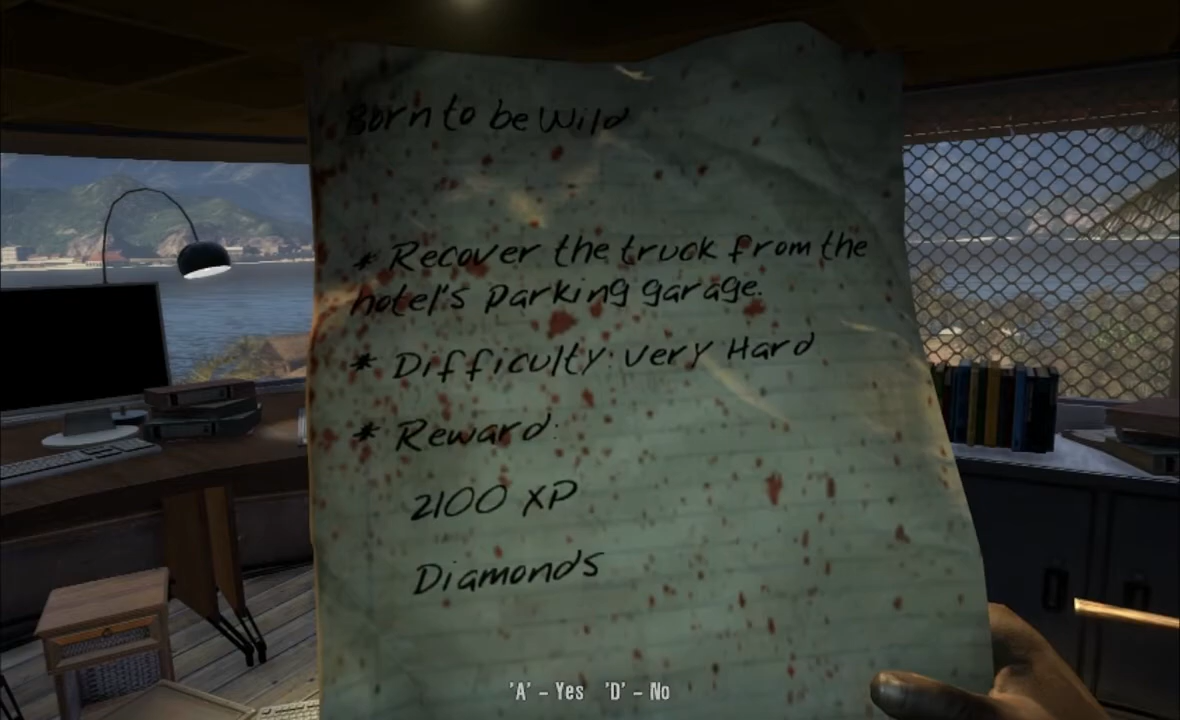 Born to be Wild
* Recover the truck from the
hotel's parking garage.
* Difficulty: Very Hard
* Reward:
2100 XP
Diamonds
'A' - Yes 'D' - No